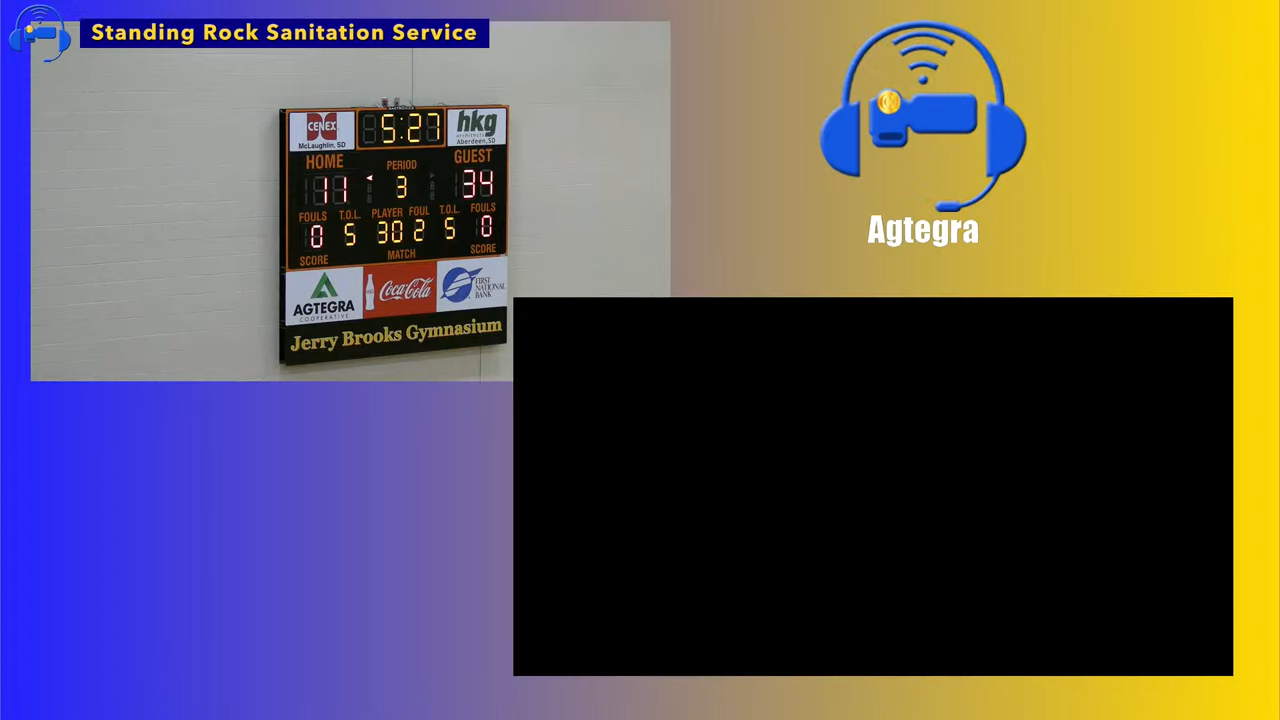 Standing Rock Sanitation Service
CENEX
McLaughlin, SD
5:27
hkg
architects
Aberdeen, SD
HOME
PERIOD
GUEST
11
3
34
FOULS T.O.L. PLAYER FOUL T.O.L. FOULS
0 5 30 2 5 0
SCORE MATCH SCORE
AGTEGRA
COOPERATIVE
Coca-Cola
FIRST
NATIONAL
BANK
Jerry Brooks Gymnasium
Agtegra